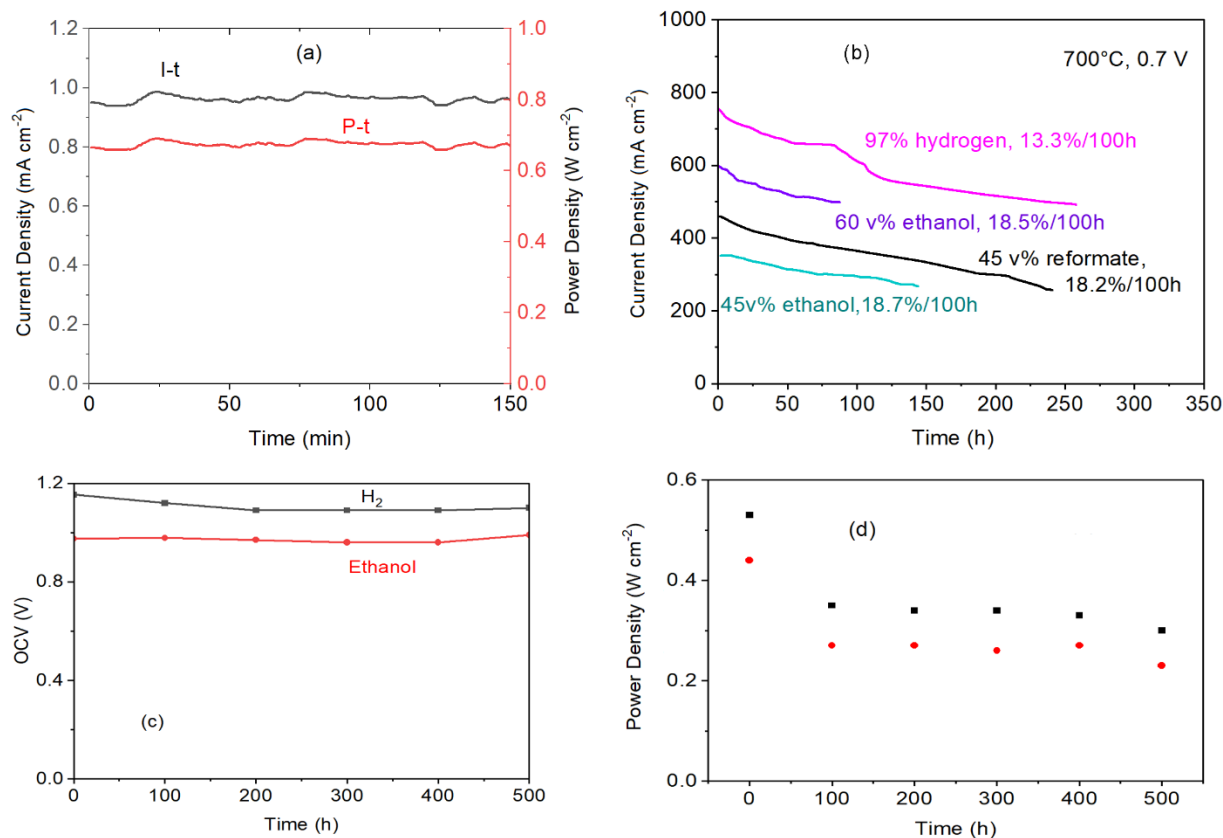 (a)
I-t
P-t
1.2
1.0
0.8
0.6
0.4
0.2
0.0
Current Density (mA cm⁻²)
1.0
0.8
0.6
0.4
0.2
0.0
Power Density (W cm⁻²)
0
50
100
150
Time (min)
(b)
700°C, 0.7 V
97% hydrogen, 13.3%/100h
60 v% ethanol, 18.5%/100h
45 v% reformate,
18.2%/100h
45v% ethanol,18.7%/100h
1000
800
600
400
200
0
Current Density (mA cm⁻²)
0
50
100
150
200
250
300
350
Time (h)
H₂
Ethanol
(c)
1.2
0.8
0.4
0.0
OCV (V)
0
100
200
300
400
500
Time (h)
(d)
0.6
0.4
0.2
0.0
Power Density (W cm⁻²)
0
100
200
300
400
500
Time (h)